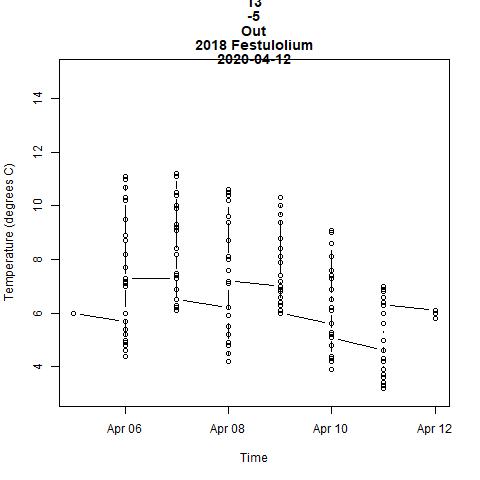 13
-5
Out
2018 Festulolium
2020-04-12
Temperature (degrees C)
14
12
10
8
6
4
Apr 06
Apr 08
Apr 10
Apr 12
Time